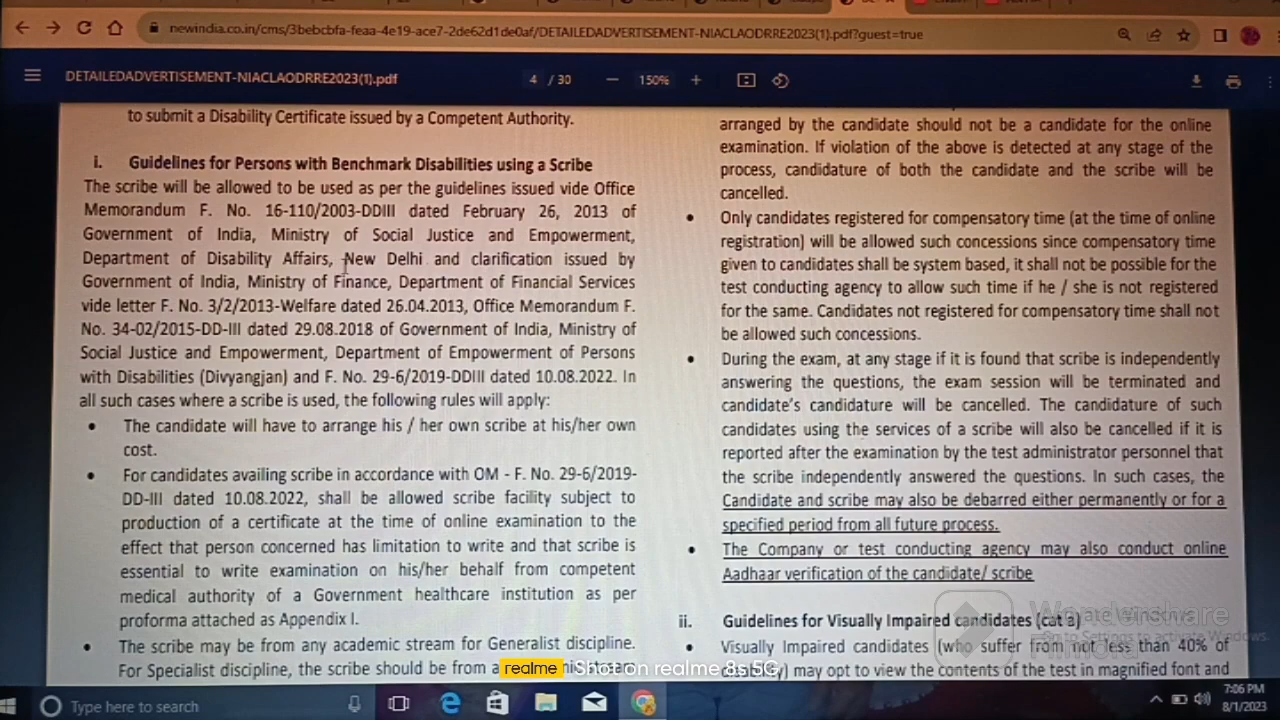 newindia.co.in/cms/3bebcbfa-feaa-4e19-ace7-2de62d1de0af/DETAILEDADVERTISEMENT-NIACLAODRRE2023(1).pdf?guest=true
DETAILEDADVERTISEMENT-NIACLAODRRE2023(1).pdf
4 / 30
150%
to submit a Disability Certificate issued by a Competent Authority.
i. Guidelines for Persons with Benchmark Disabilities using a Scribe
The scribe will be allowed to be used as per the guidelines issued vide Office
Memorandum F. No. 16-110/2003-DDIII dated February 26, 2013 of
Government of India, Ministry of Social Justice and Empowerment,
Department of Disability Affairs, New Delhi and clarification issued by
Government of India, Ministry of Finance, Department of Financial Services
vide letter F. No. 3/2/2013-Welfare dated 26.04.2013, Office Memorandum F.
No. 34-02/2015-DD-III dated 29.08.2018 of Government of India, Ministry of
Social Justice and Empowerment, Department of Empowerment of Persons
with Disabilities (Divyangjan) and F. No. 29-6/2019-DDIII dated 10.08.2022. In
all such cases where a scribe is used, the following rules will apply:
• The candidate will have to arrange his / her own scribe at his/her own
cost.
• For candidates availing scribe in accordance with OM - F. No. 29-6/2019-
DD-III dated 10.08.2022, shall be allowed scribe facility subject to
production of a certificate at the time of online examination to the
effect that person concerned has limitation to write and that scribe is
essential to write examination on his/her behalf from competent
medical authority of a Government healthcare institution as per
proforma attached as Appendix I.
• The scribe may be from any academic stream for Generalist discipline.
For Specialist discipline, the scribe should be from a
arranged by the candidate should not be a candidate for the online
examination. If violation of the above is detected at any stage of the
process, candidature of both the candidate and the scribe will be
cancelled.
• Only candidates registered for compensatory time (at the time of online
registration) will be allowed such concessions since compensatory time
given to candidates shall be system based, it shall not be possible for the
test conducting agency to allow such time if he / she is not registered
for the same. Candidates not registered for compensatory time shall not
be allowed such concessions.
• During the exam, at any stage if it is found that scribe is independently
answering the questions, the exam session will be terminated and
candidate's candidature will be cancelled. The candidature of such
candidates using the services of a scribe will also be cancelled if it is
reported after the examination by the test administrator personnel that
the scribe independently answered the questions. In such cases, the
Candidate and scribe may also be debarred either permanently or for a
specified period from all future process.
• The Company or test conducting agency may also conduct online
Aadhaar verification of the candidate/ scribe
ii. Guidelines for Visually Impaired candidates (cat a)
• Visually Impaired candidates (who suffer from not less than 40% of
disability) may opt to view the contents of the test in magnified font and
Wondershare
Go to Settings to activate Windows.
realme Shot on realme 8s 5G
Type here to search
7:06 PM
8/1/2023